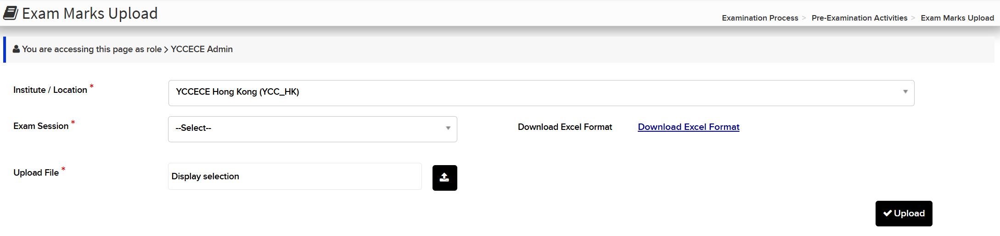 Exam Marks Upload
Examination Process > Pre-Examination Activities > Exam Marks Upload
You are accessing this page as role > YCCECE Admin
Institute / Location *
YCCECE Hong Kong (YCC_HK)
Exam Session *
--Select--
Download Excel Format
Download Excel Format
Upload File *
Display selection
Upload